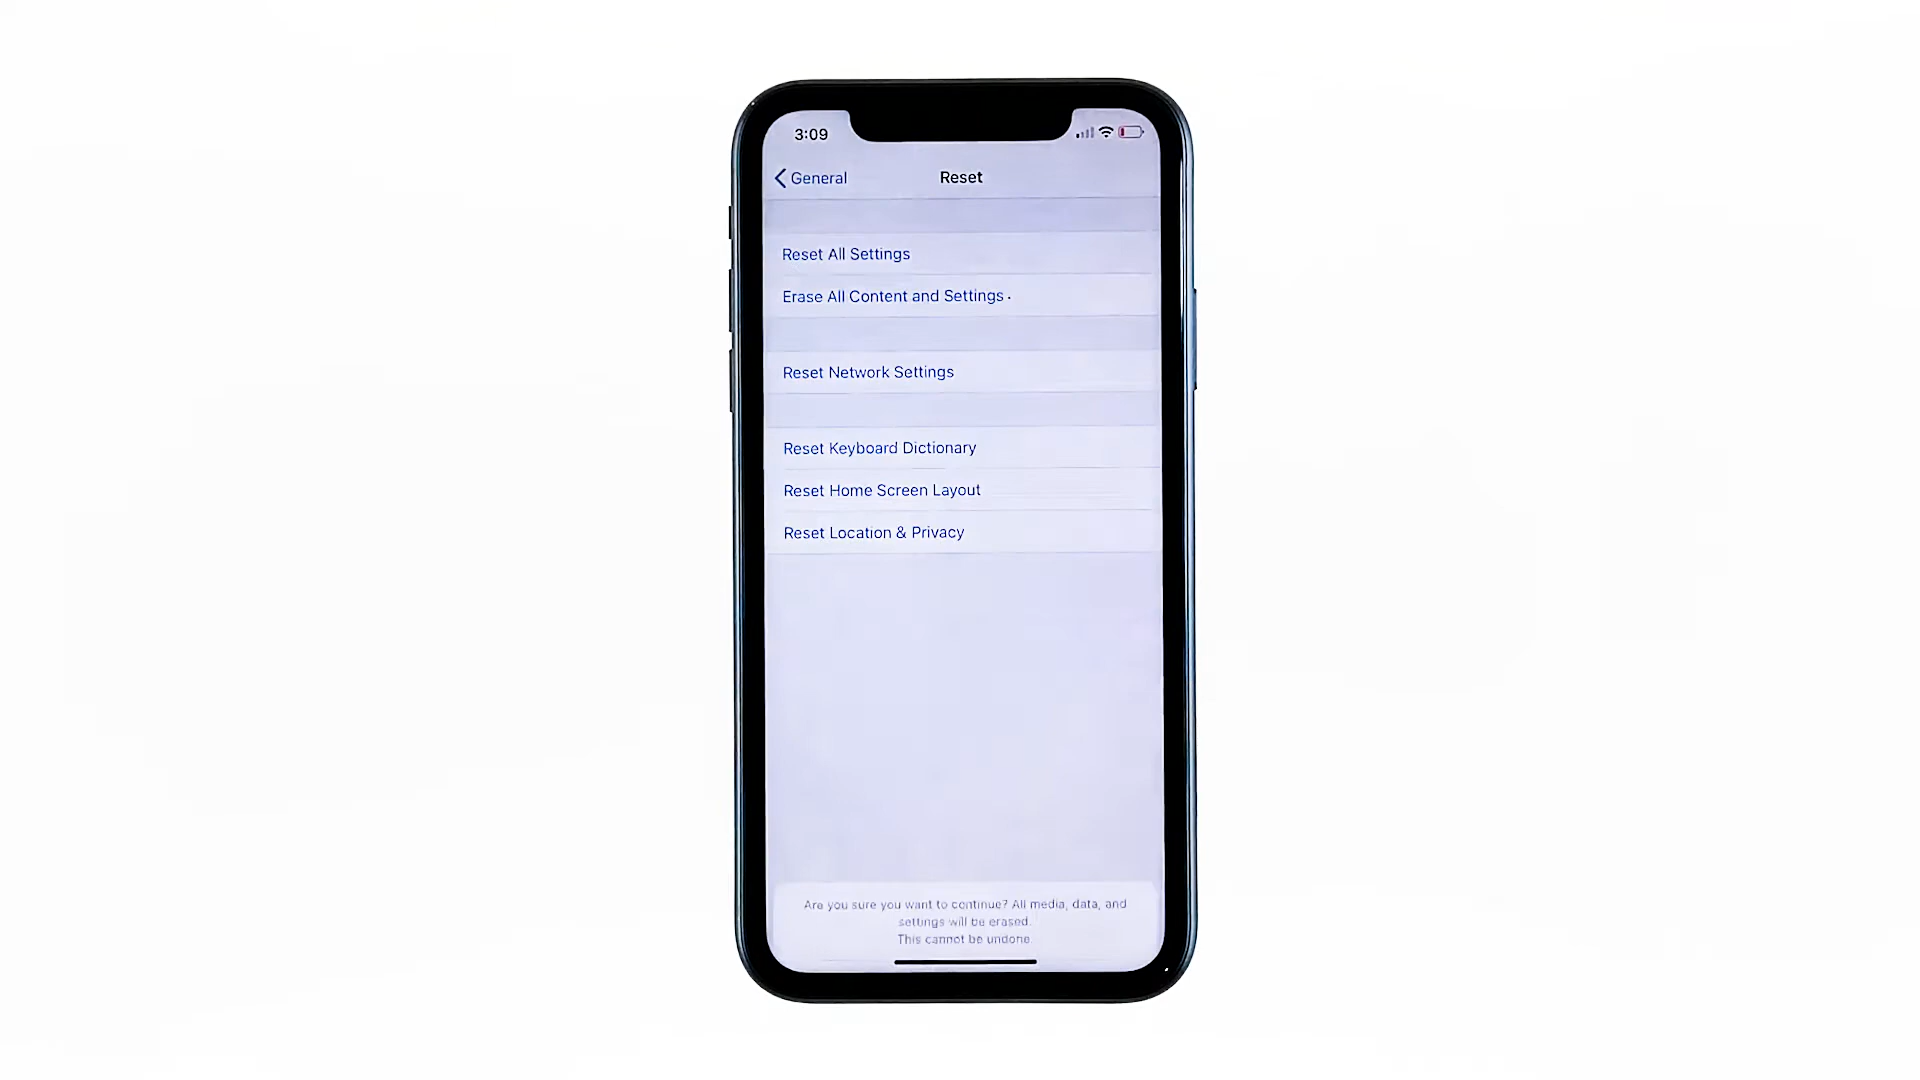 3:09
General
Reset
Reset All Settings
Erase All Content and Settings
Reset Network Settings
Reset Keyboard Dictionary
Reset Home Screen Layout
Reset Location & Privacy
Are you sure you want to continue? All media, data, and
settings will be erased.
This cannot be undone.